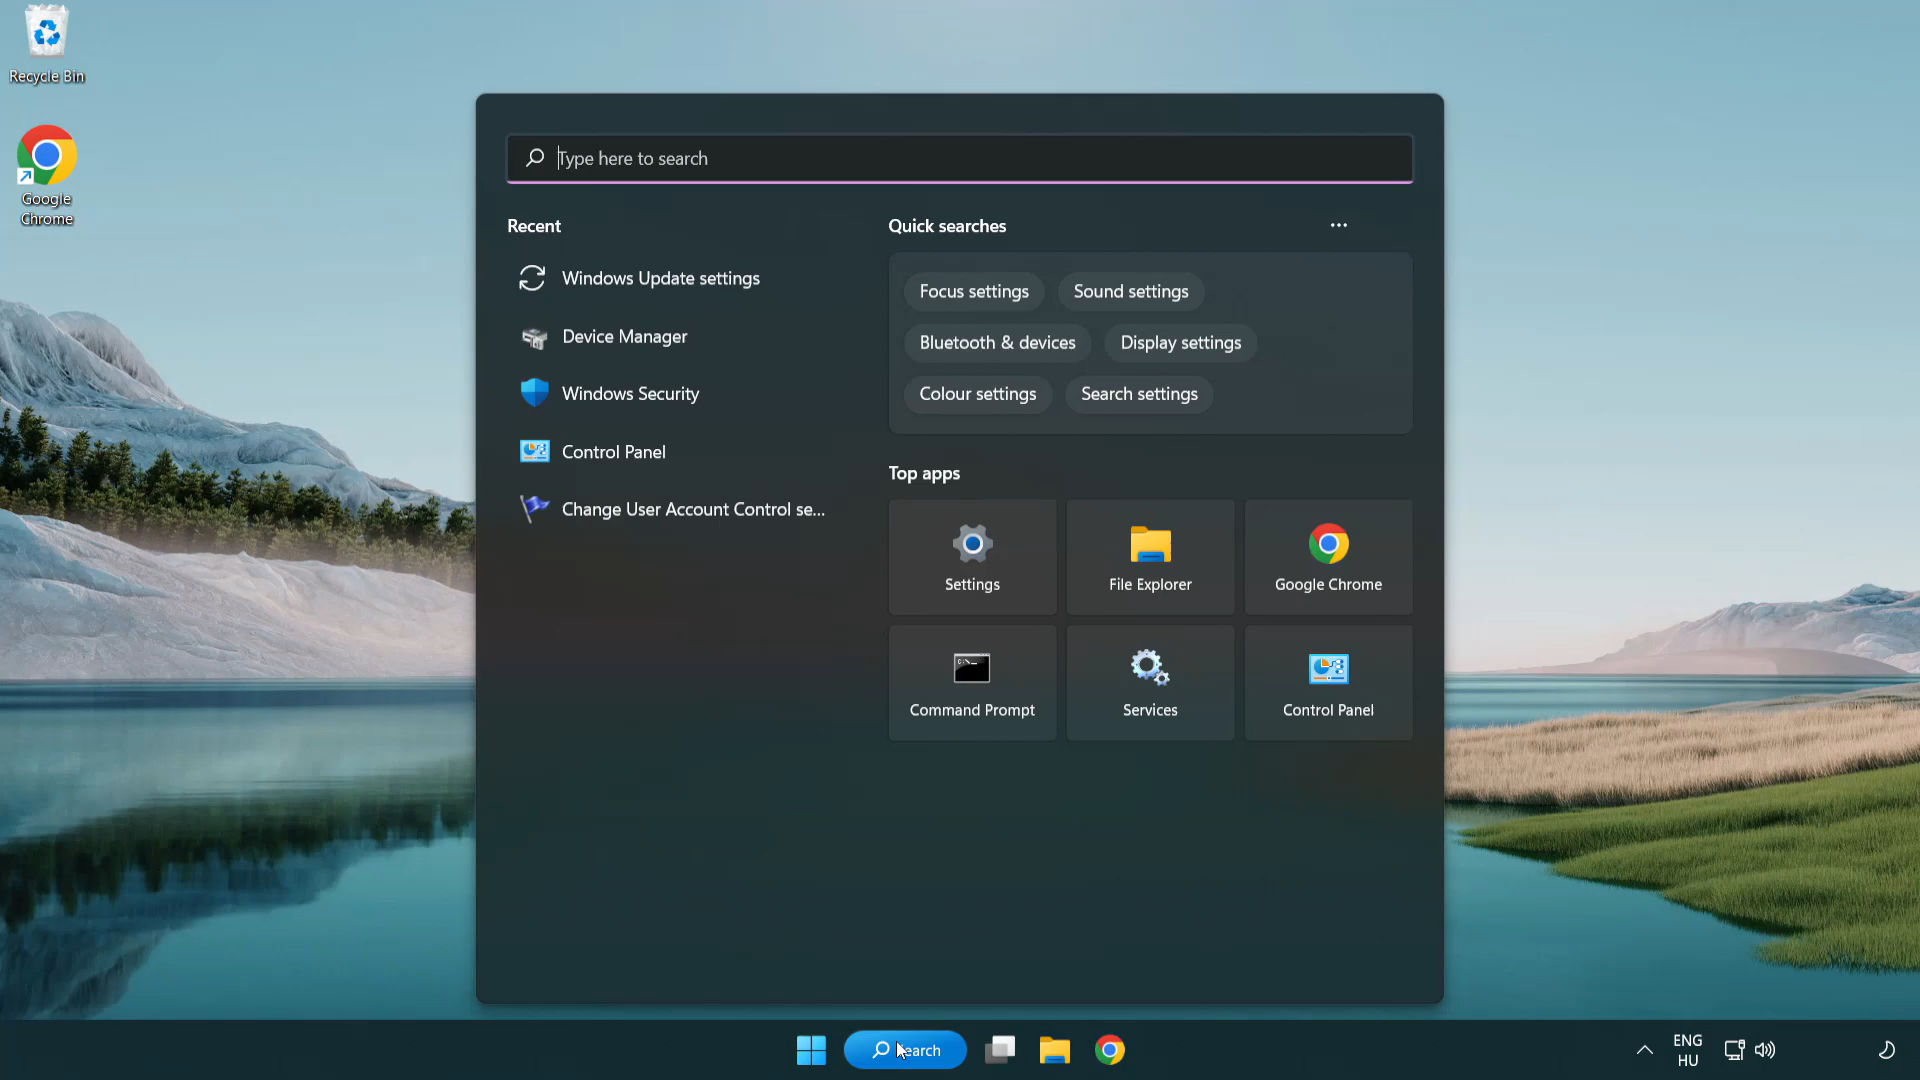 Recycle Bin
Google
Chrome
Type here to search
Recent
Windows Update settings
Device Manager
Windows Security
Control Panel
Change User Account Control se...
Quick searches
Focus settings
Sound settings
Bluetooth & devices
Display settings
Colour settings
Search settings
Top apps
Settings
File Explorer
Google Chrome
Command Prompt
Services
Control Panel
Search
ENG
HU